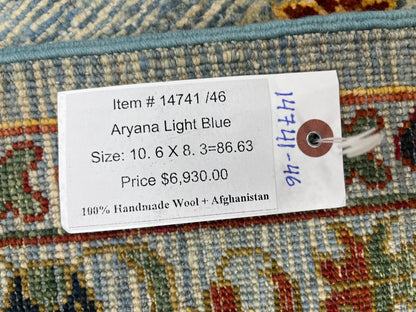 Item # 14741 /46
Aryana Light Blue
Size: 10. 6 X 8. 3=86.63
Price $6,930.00
100% Handmade Wool + Afghanistan
14741-46